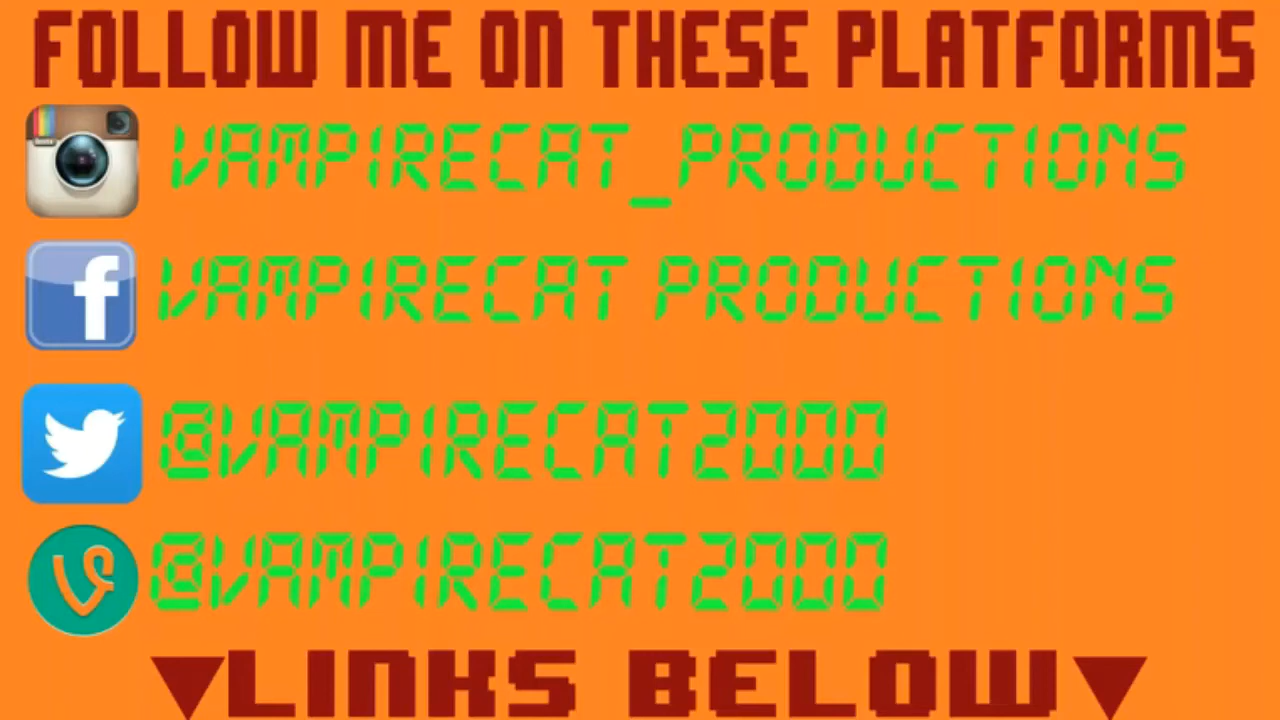 FOLLOW ME ON THESE PLATFORMS
VAMPIRECAT_PRODUCTIONS
VAMPIRECAT PRODUCTIONS
@VAMPIRECAT2000
@VAMPIRECAT2000
▼LINKS BELOW▼